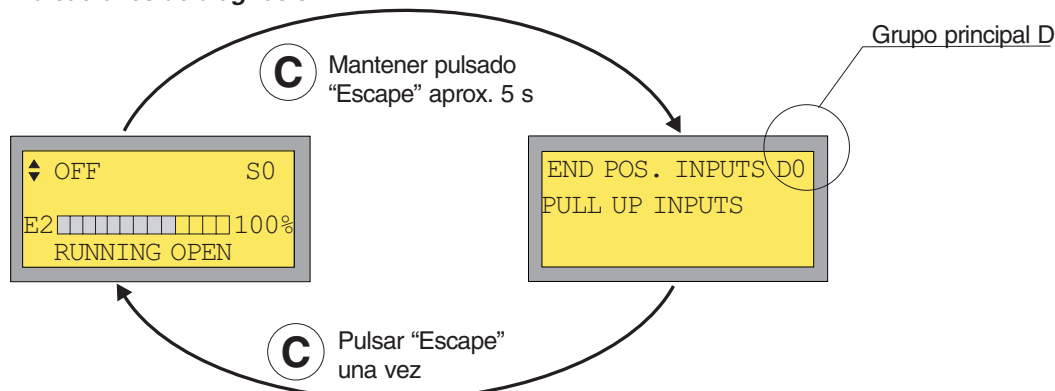 Grupo principal D
C
Mantener pulsado
“Escape” aprox. 5 s
OFF S0
E2 100%
RUNNING OPEN
END POS. INPUTS D0
PULL UP INPUTS
C
Pulsar “Escape”
una vez